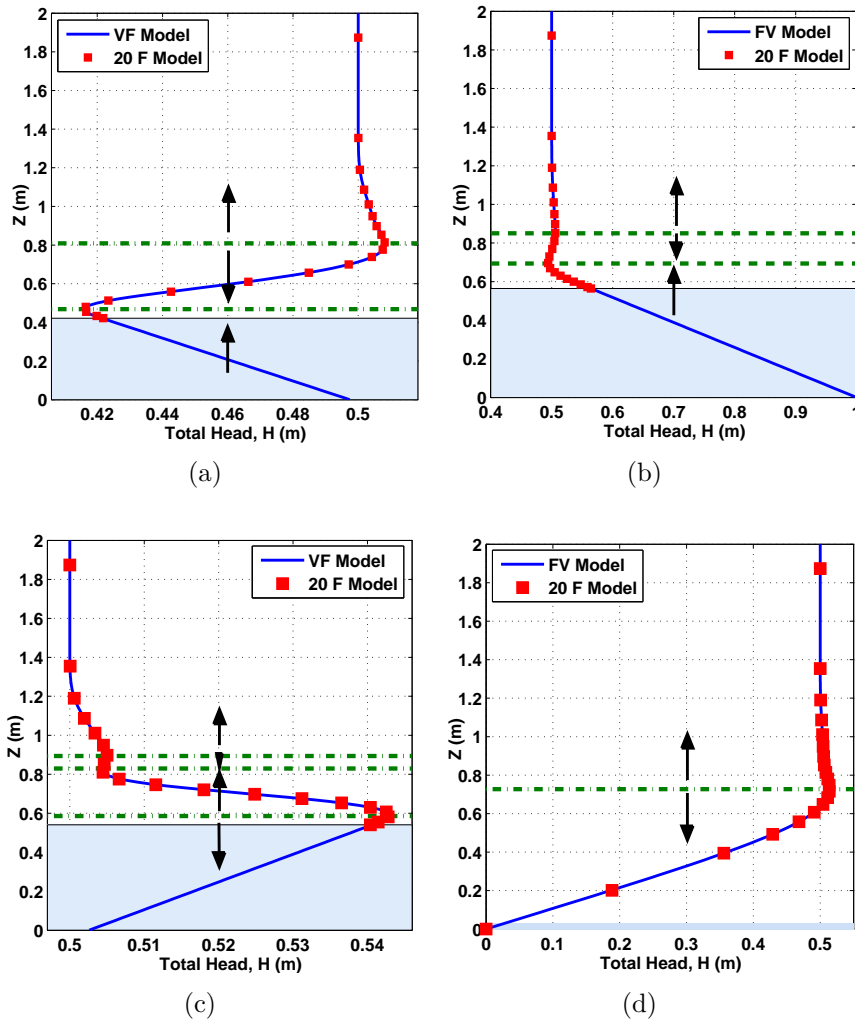 2
1.8
1.6
1.4
1.2
1
0.8
0.6
0.4
0.2
0
Z (m)
VF Model
20 F Model
0.42 0.44 0.46 0.48 0.5
Total Head, H (m)
(a)
2
1.8
1.6
1.4
1.2
1
0.8
0.6
0.4
0.2
0
Z (m)
FV Model
20 F Model
0.4 0.5 0.6 0.7 0.8 0.9 1
Total Head, H (m)
(b)
2
1.8
1.6
1.4
1.2
1
0.8
0.6
0.4
0.2
0
Z (m)
VF Model
20 F Model
0.5 0.51 0.52 0.53 0.54
Total Head, H (m)
(c)
2
1.8
1.6
1.4
1.2
1
0.8
0.6
0.4
0.2
0
Z (m)
FV Model
20 F Model
0 0.1 0.2 0.3 0.4 0.5
Total Head, H (m)
(d)